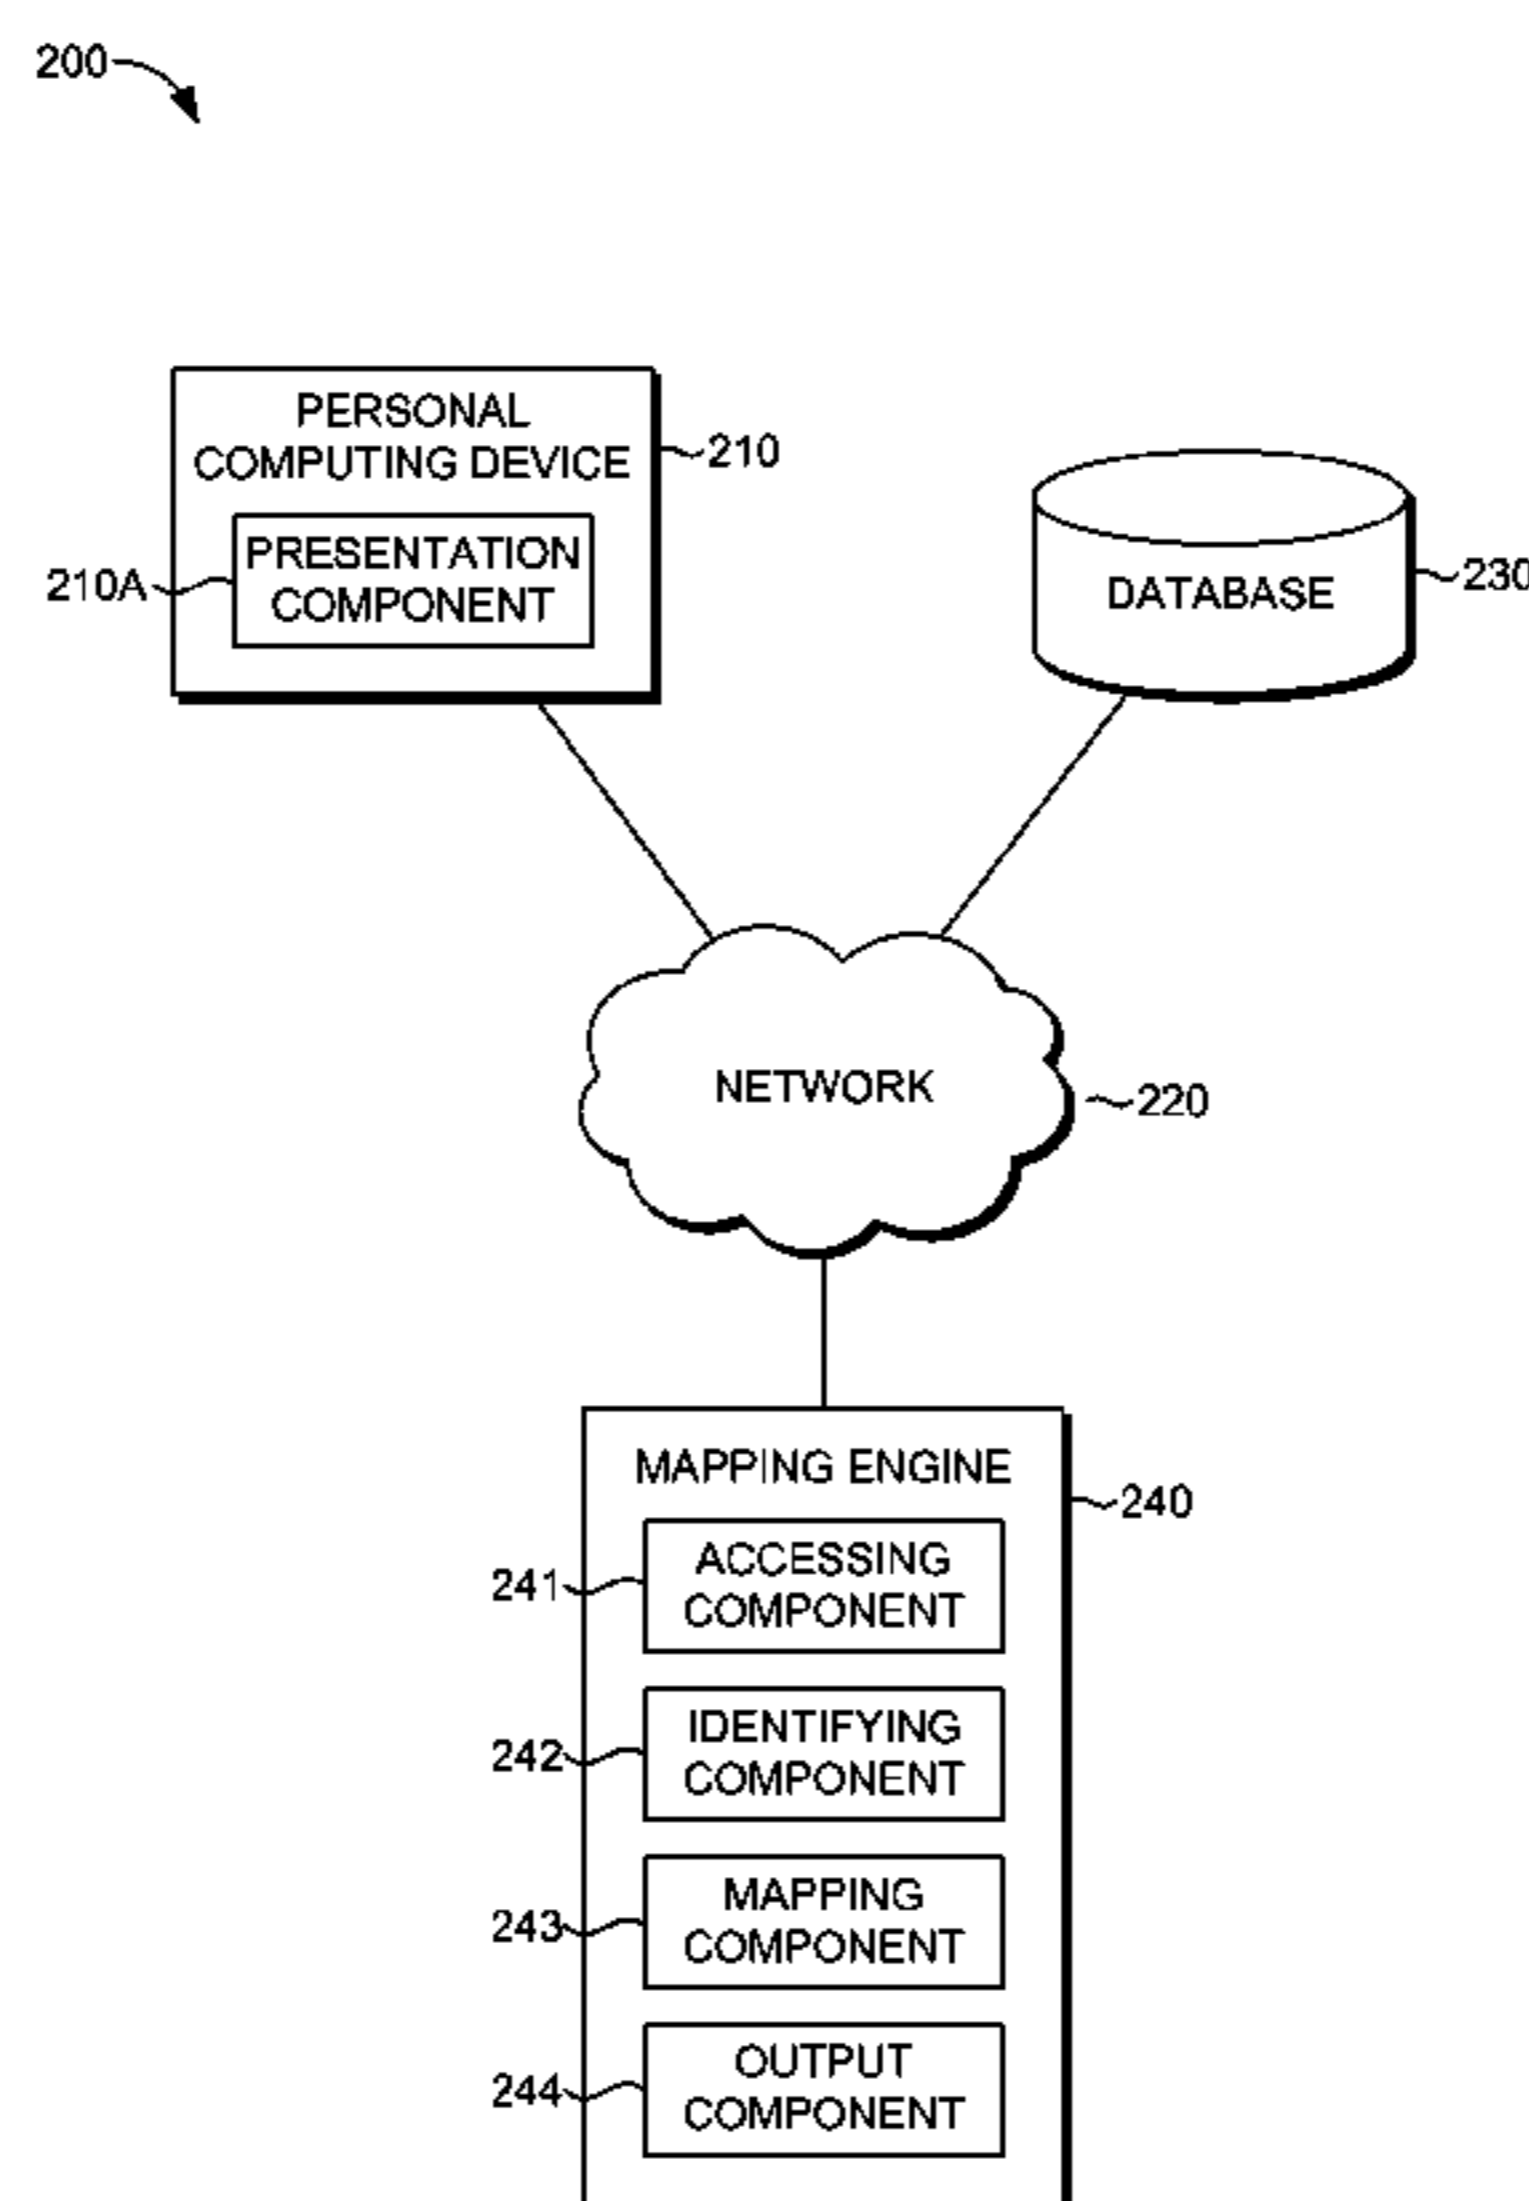 200
PERSONAL
COMPUTING DEVICE
210
PRESENTATION
COMPONENT
210A
DATABASE
230
NETWORK
220
MAPPING ENGINE
240
ACCESSING
COMPONENT
241
IDENTIFYING
COMPONENT
242
MAPPING
COMPONENT
243
OUTPUT
COMPONENT
244